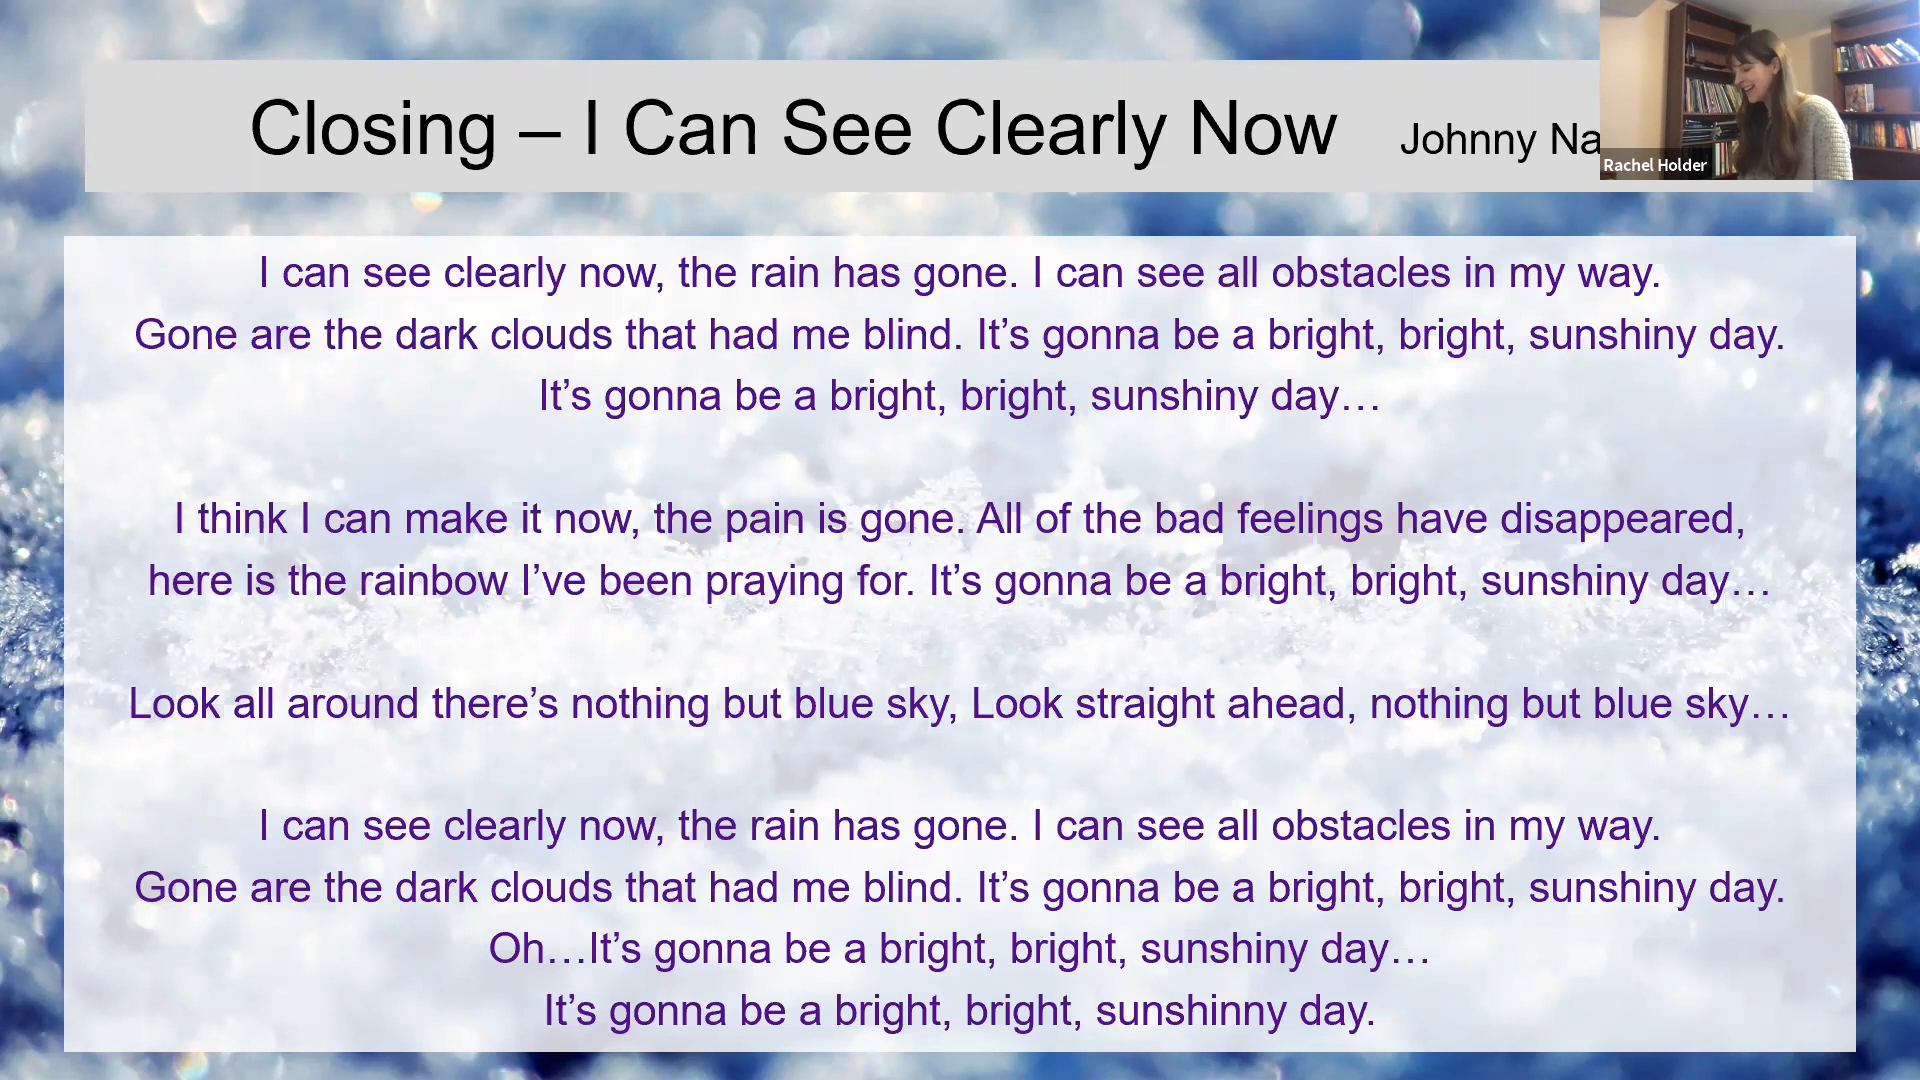 Closing – I Can See Clearly Now Johnny Na
Rachel Holder
I can see clearly now, the rain has gone. I can see all obstacles in my way.
Gone are the dark clouds that had me blind. It’s gonna be a bright, bright, sunshiny day.
It’s gonna be a bright, bright, sunshiny day…
I think I can make it now, the pain is gone. All of the bad feelings have disappeared,
here is the rainbow I’ve been praying for. It’s gonna be a bright, bright, sunshiny day…
Look all around there’s nothing but blue sky, Look straight ahead, nothing but blue sky…
I can see clearly now, the rain has gone. I can see all obstacles in my way.
Gone are the dark clouds that had me blind. It’s gonna be a bright, bright, sunshiny day.
Oh…It’s gonna be a bright, bright, sunshiny day…
It’s gonna be a bright, bright, sunshinny day.